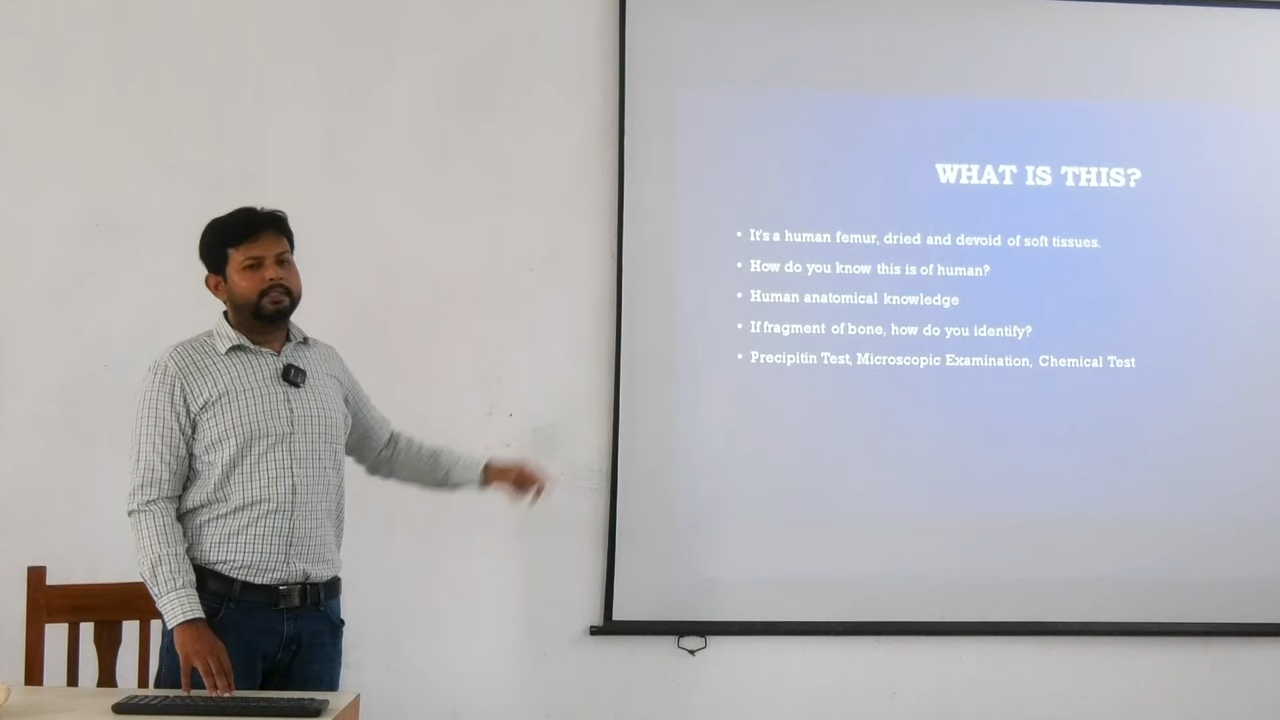 WHAT IS THIS?
• It's a human femur, dried and devoid of soft tissues.
• How do you know this is of human?
• Human anatomical knowledge
• If fragment of bone, how do you identify?
• Precipitin Test, Microscopic Examination, Chemical Test